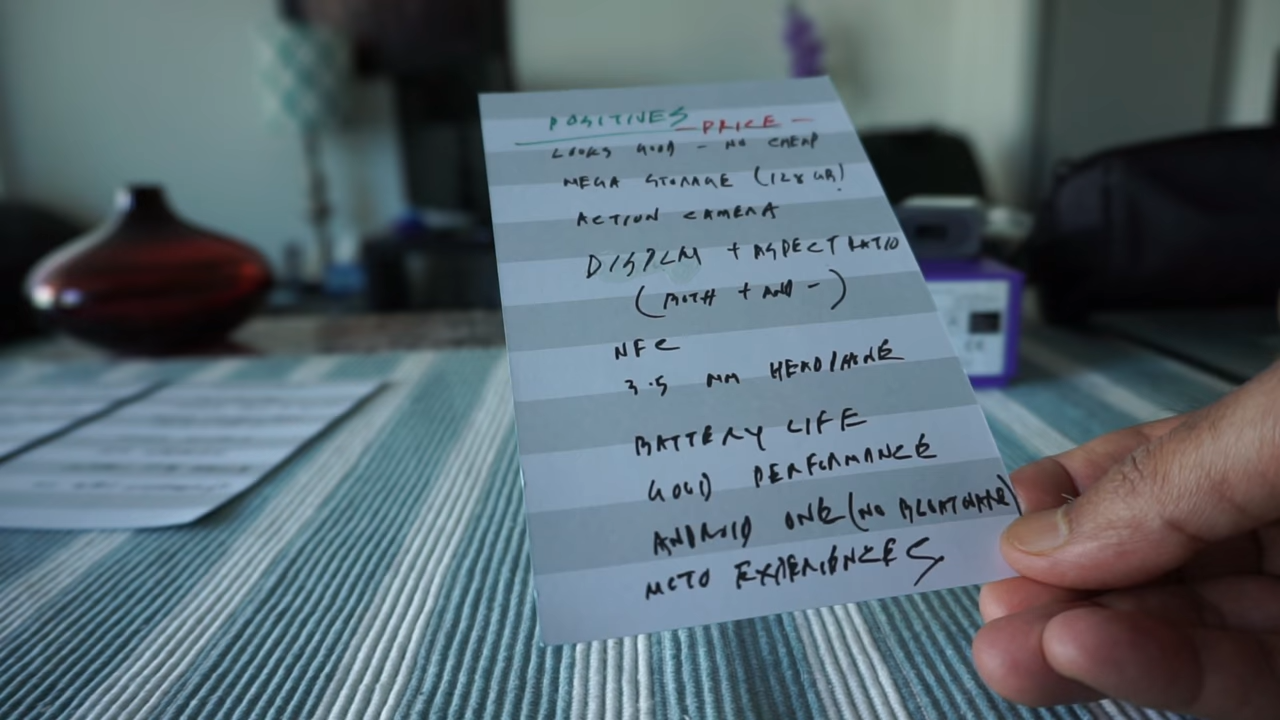 POSITIVES - PRICE -
LOOKS GOOD - NO CHEAP
MEGA STORAGE (128 GB)
ACTION CAMERA
DISPLAY + ASPECT RATIO
(BOTH + AND -)
NFC
3.5 MM HEADPHONE
BATTERY LIFE
GOOD PERFORMANCE
ANDROID ONE (NO BLOATWARE)
MOTO EXPERIENCES